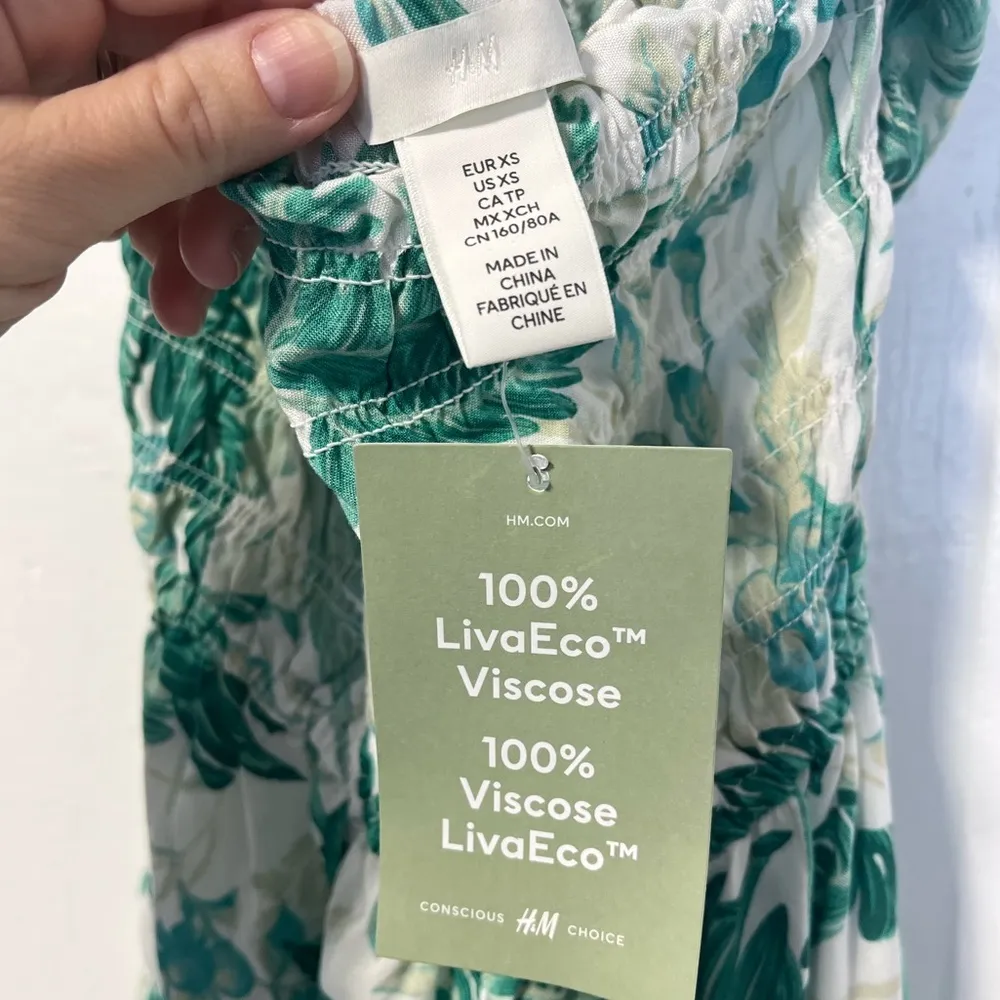 H&M
EUR XS
US XS
CA TP
MX XCH
CN 160/80A
MADE IN
CHINA
FABRIQUÉ EN
CHINE
HM.COM
100%
LivaEco™
Viscose
100%
Viscose
LivaEco™
CONSCIOUS H&M CHOICE